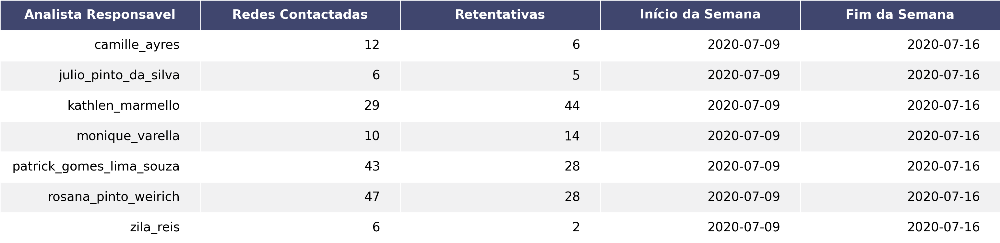 Analista Responsavel Redes Contactadas Retentativas Início da Semana Fim da Semana
camille_ayres 12 6 2020-07-09 2020-07-16
julio_pinto_da_silva 6 5 2020-07-09 2020-07-16
kathlen_marmello 29 44 2020-07-09 2020-07-16
monique_varella 10 14 2020-07-09 2020-07-16
patrick_gomes_lima_souza 43 28 2020-07-09 2020-07-16
rosana_pinto_weirich 47 28 2020-07-09 2020-07-16
zila_reis 6 2 2020-07-09 2020-07-16